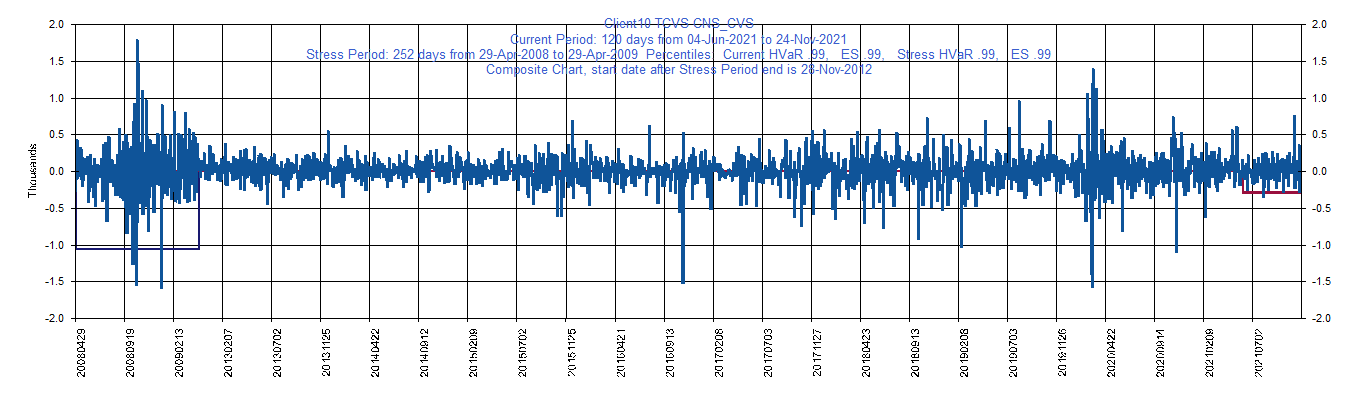 Client10 TCVS CNS_CVS
Current Period: 120 days from 04-Jun-2021 to 24-Nov-2021
Stress Period: 252 days from 29-Apr-2008 to 29-Apr-2009 Percentiles: Current HVaR .99, ES .99, Stress HVaR .99, ES .99
Composite Chart, start date after Stress Period end is 28-Nov-2012
2.0 2.0
1.5 1.5
1.0 1.0
0.5 0.5
0.0 0.0
-0.5 -0.5
-1.0 -1.0
-1.5 -1.5
-2.0 -2.0
Thousands
20080429 20080919 20090213 20130207 20130702 20131125 20140422 20140912 20150209 20150702 20151125 20160421 20160913 20170208 20170703 20171127 20180423 20180913 20190208 20190703 20191126 20200422 20200914 20210209 20210702